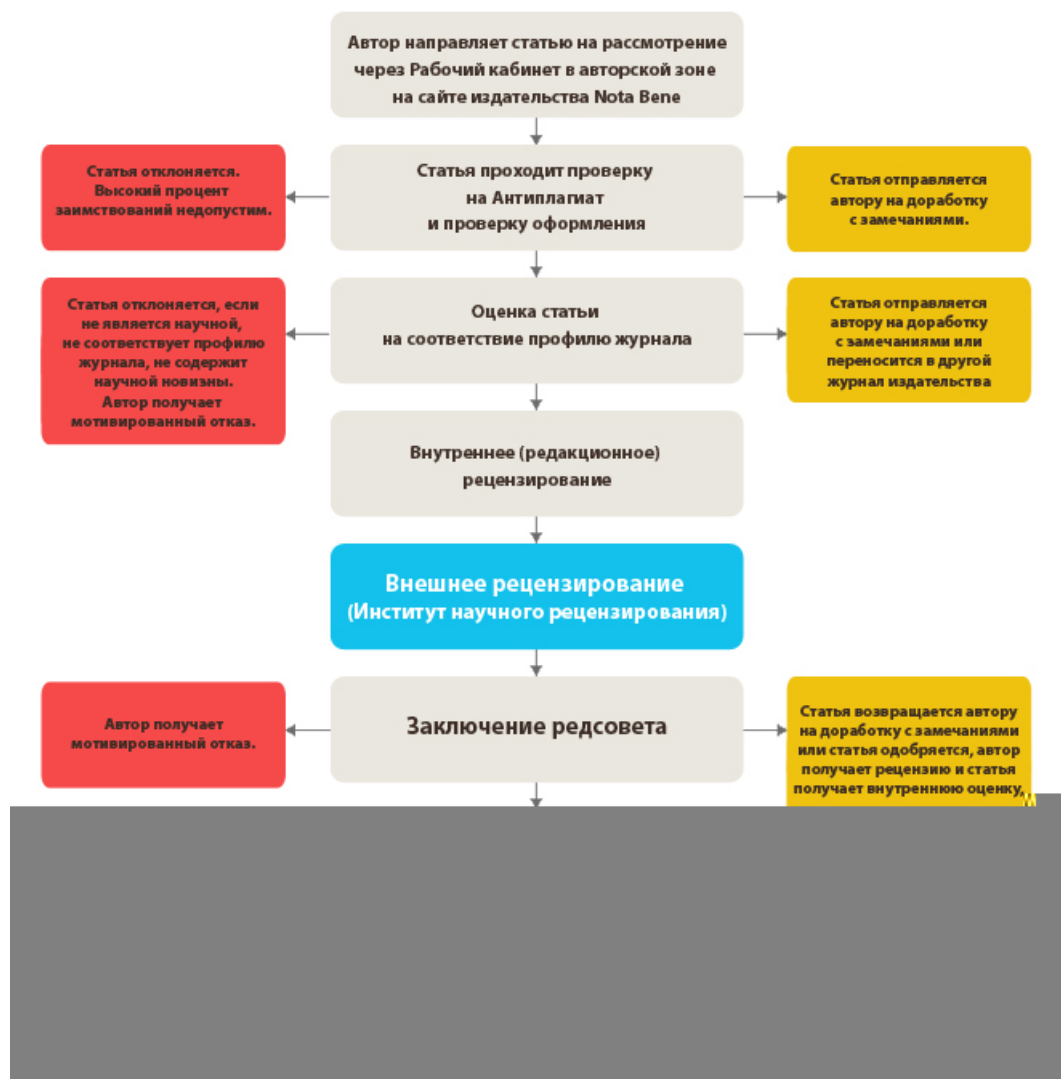 Автор направляет статью на рассмотрение
через Рабочий кабинет в авторской зоне
на сайте издательства Nota Bene
Статья отклоняется.
Высокий процент
заимствований недопустим.
Статья проходит проверку
на Антиплагиат
и проверку оформления
Статья отправляется
автору на доработку
с замечаниями.
Статья отклоняется, если
не является научной,
не соответствует профилю
журнала, не содержит
научной новизны.
Автор получает
мотивированный отказ.
Оценка статьи
на соответствие профилю журнала
Статья отправляется
автору на доработку
с замечаниями или
переносится в другой
журнал издательства
Внутреннее (редакционное)
рецензирование
Внешнее рецензирование
(Институт научного рецензирования)
Автор получает
мотивированный отказ.
Заключение редсовета
Статья возвращается автору
на доработку с замечаниями
или статья одобряется, автор
получает рецензию и статья
получает внутреннюю оценку,